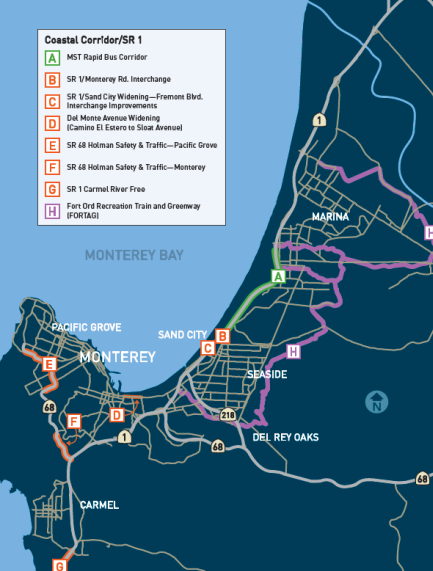 Coastal Corridor/SR 1
A MST Rapid Bus Corridor
B SR 1/Monterey Rd. Interchange
C SR 1/Sand City Widening—Fremont Blvd.
Interchange Improvements
D Del Monte Avenue Widening
(Camino El Estero to Sloat Avenue)
E SR 68 Holman Safety & Traffic—Pacific Grove
F SR 68 Holman Safety & Traffic—Monterey
G SR 1 Carmel River Free
H Fort Ord Recreation Train and Greenway
(FORTAG)
1
MARINA
H
MONTEREY BAY
A
PACIFIC GROVE
SAND CITY
B
C
MONTEREY
H
E
SEASIDE
68
D
218
N
F
1
DEL REY OAKS
68
68
CARMEL
G